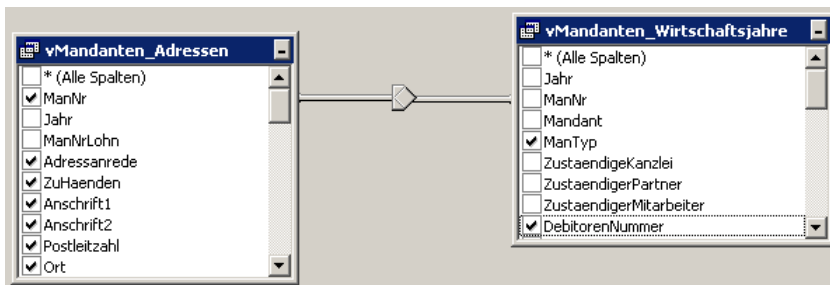 vMandanten_Adressen
* (Alle Spalten)
ManNr
Jahr
ManNrLohn
Adressanrede
ZuHaenden
Anschrift1
Anschrift2
Postleitzahl
Ort
vMandanten_Wirtschaftsjahre
* (Alle Spalten)
Jahr
ManNr
Mandant
ManTyp
ZustaendigeKanzlei
ZustaendigerPartner
ZustaendigerMitarbeiter
DebitorenNummer